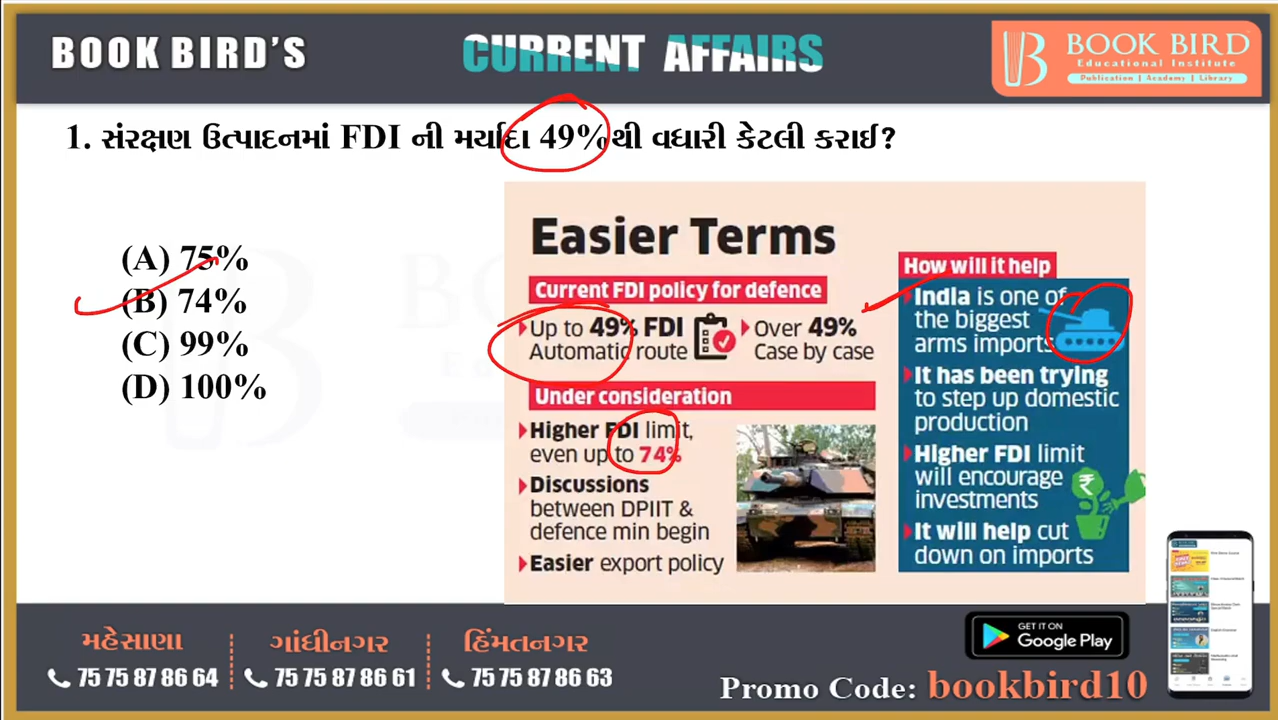 BOOK BIRD'S
CURRENT AFFAIRS
BOOK BIRD
Educational Institute
Publication | Academy | Library
1. સંરક્ષણ ઉત્પાદનમાં FDI ની મર્યાદા 49% થી વધારી કેટલી કરાઈ?
(A) 75%
(B) 74%
(C) 99%
(D) 100%
Easier Terms
Current FDI policy for defence
Up to 49% FDI
Automatic route
Over 49%
Case by case
Under consideration
Higher FDI limit,
even up to 74%
Discussions
between DPIIT &
defence min begin
Easier export policy
How will it help
India is one of
the biggest
arms imports
It has been trying
to step up domestic
production
Higher FDI limit
will encourage
investments
It will help cut
down on imports
મહેસાણા
75 75 87 86 64
ગાંધીનગર
75 75 87 86 61
હિંમતનગર
75 75 87 86 63
GET IT ON
Google Play
Promo Code: bookbird10